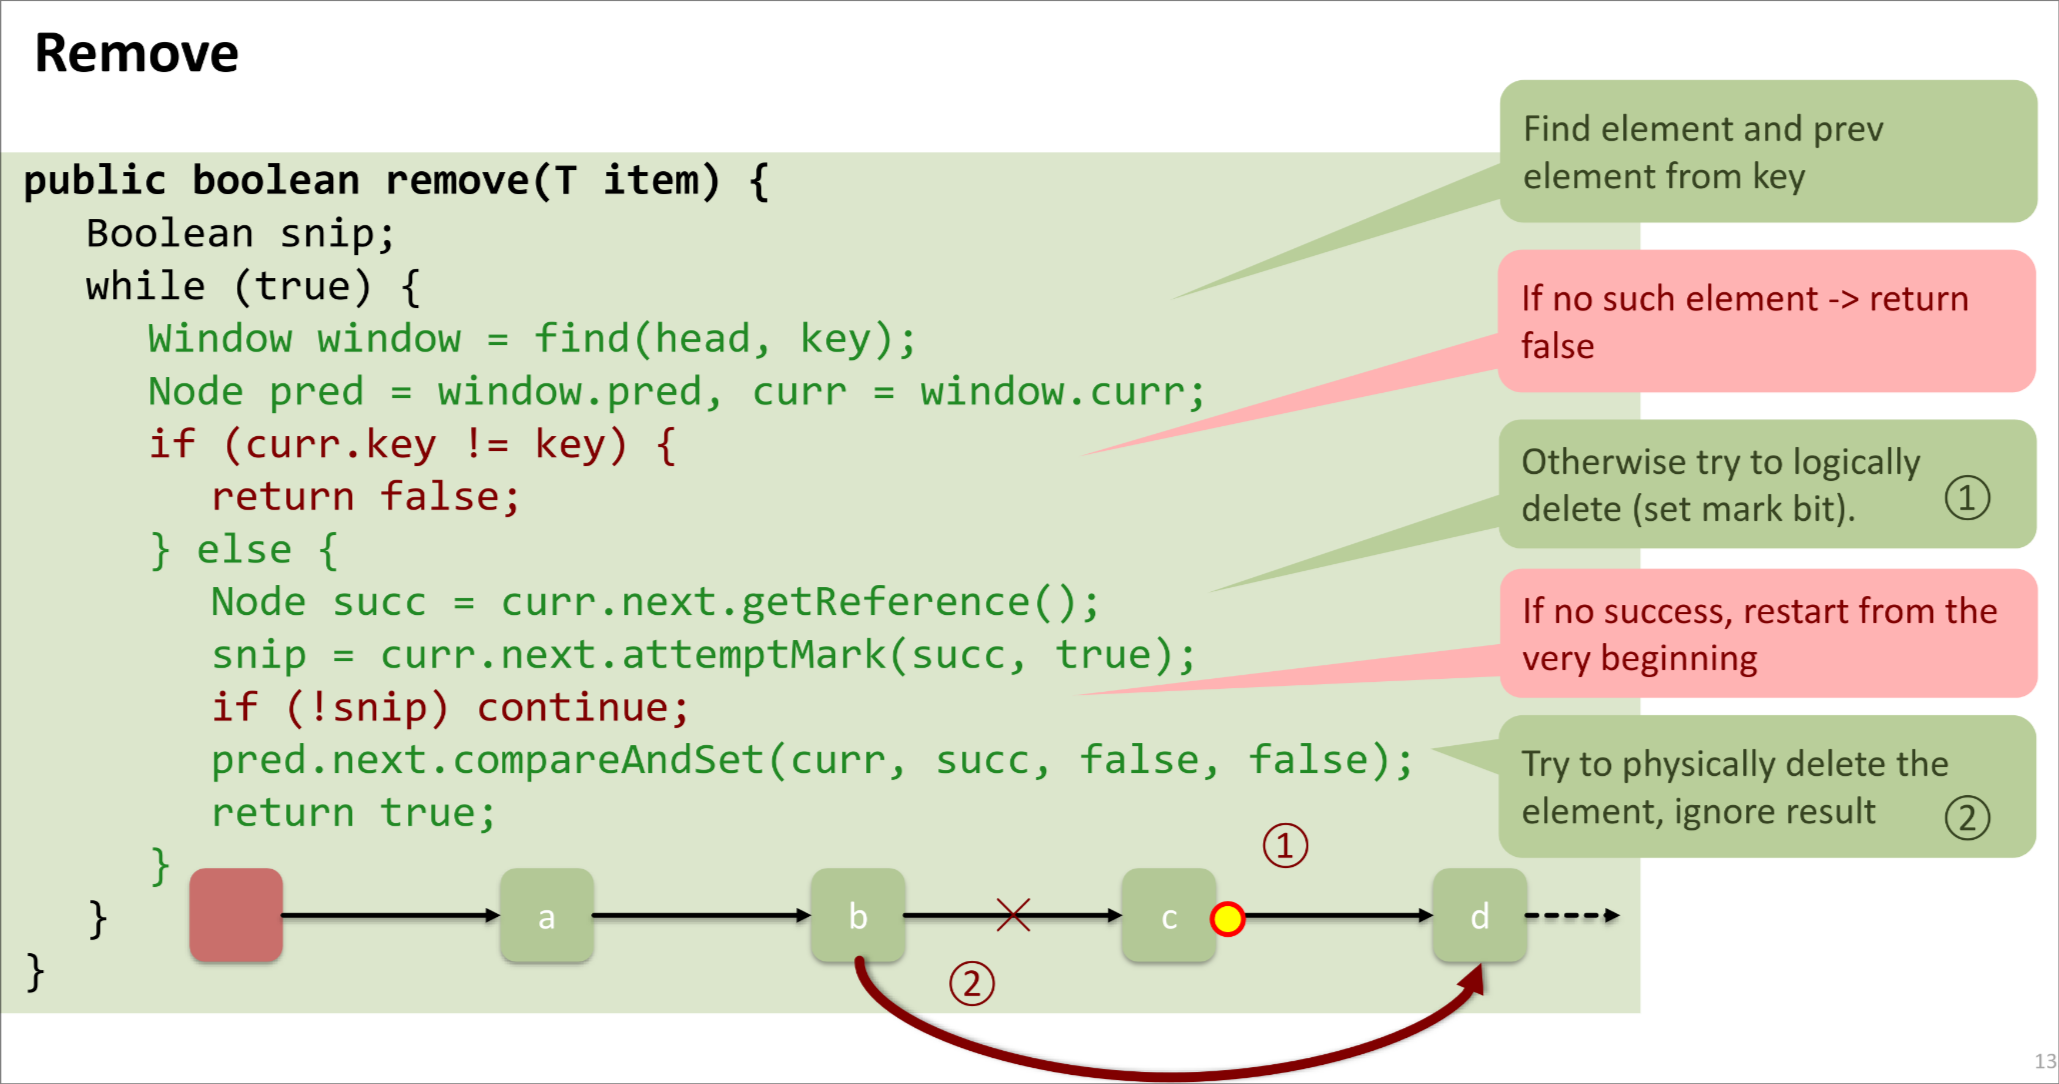 Remove
public boolean remove(T item) {
Boolean snip;
while (true) {
Window window = find(head, key);
Node pred = window.pred, curr = window.curr;
if (curr.key != key) {
return false;
} else {
Node succ = curr.next.getReference();
snip = curr.next.attemptMark(succ, true);
if (!snip) continue;
pred.next.compareAndSet(curr, succ, false, false);
return true;
}
}
}
Find element and prev
element from key
If no such element -> return
false
Otherwise try to logically
delete (set mark bit).
①
If no success, restart from the
very beginning
Try to physically delete the
element, ignore result
②
①
a
b
c
d
②
13